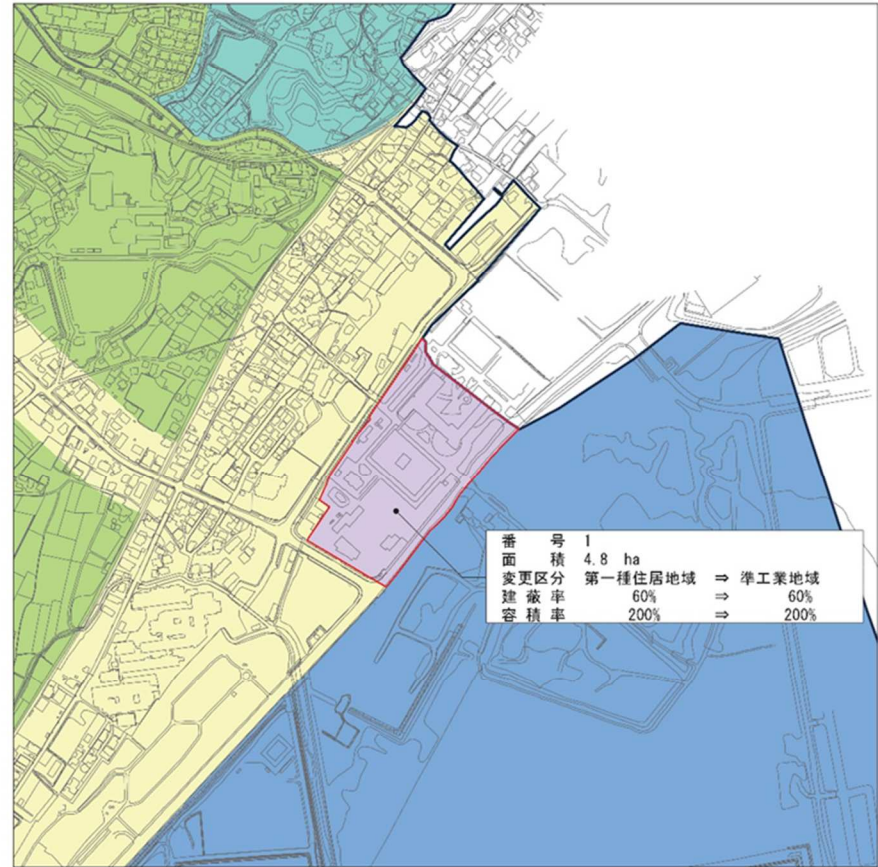 番　号　1
面　積　4.8 ha
変更区分　第一種住居地域 ⇒ 準工業地域
建蔽率　60% ⇒ 60%
容積率　200% ⇒ 200%